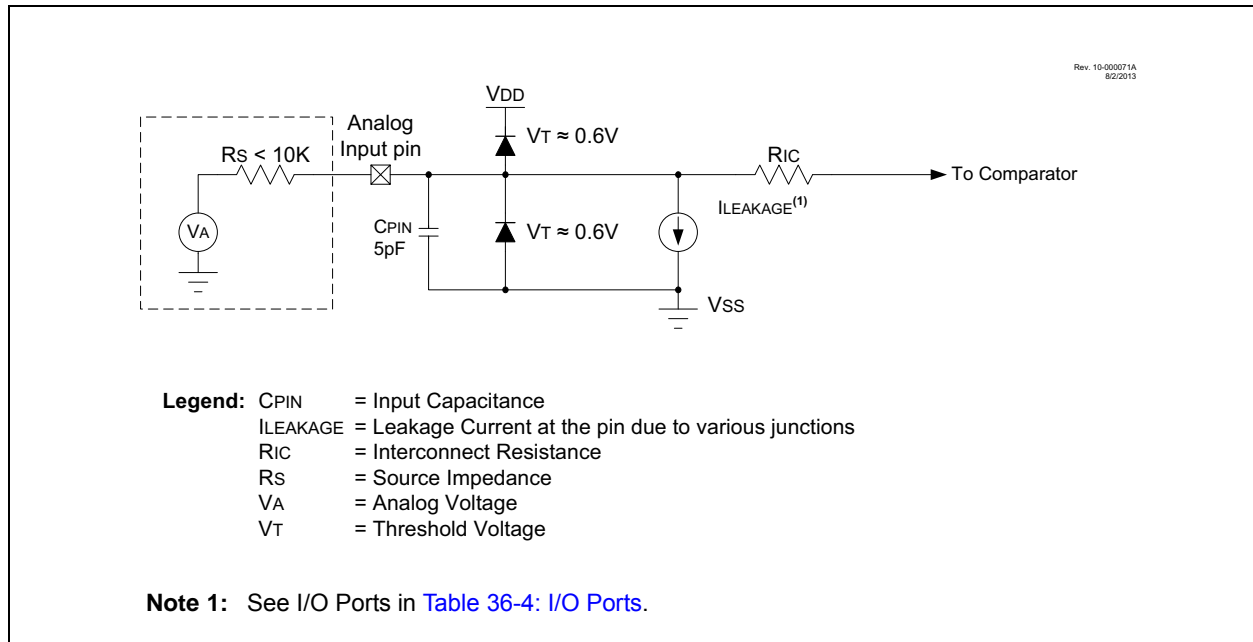 Rev. 10-000071A
8/2/2013
VDD
Analog
Input pin
VT ≈ 0.6V
RS < 10K
RIC
To Comparator
ILEAKAGE(1)
CPIN
5pF
VA
VT ≈ 0.6V
VSS
Legend: CPIN = Input Capacitance
ILEAKAGE = Leakage Current at the pin due to various junctions
RIC = Interconnect Resistance
RS = Source Impedance
VA = Analog Voltage
VT = Threshold Voltage
Note 1: See I/O Ports in Table 36-4: I/O Ports.